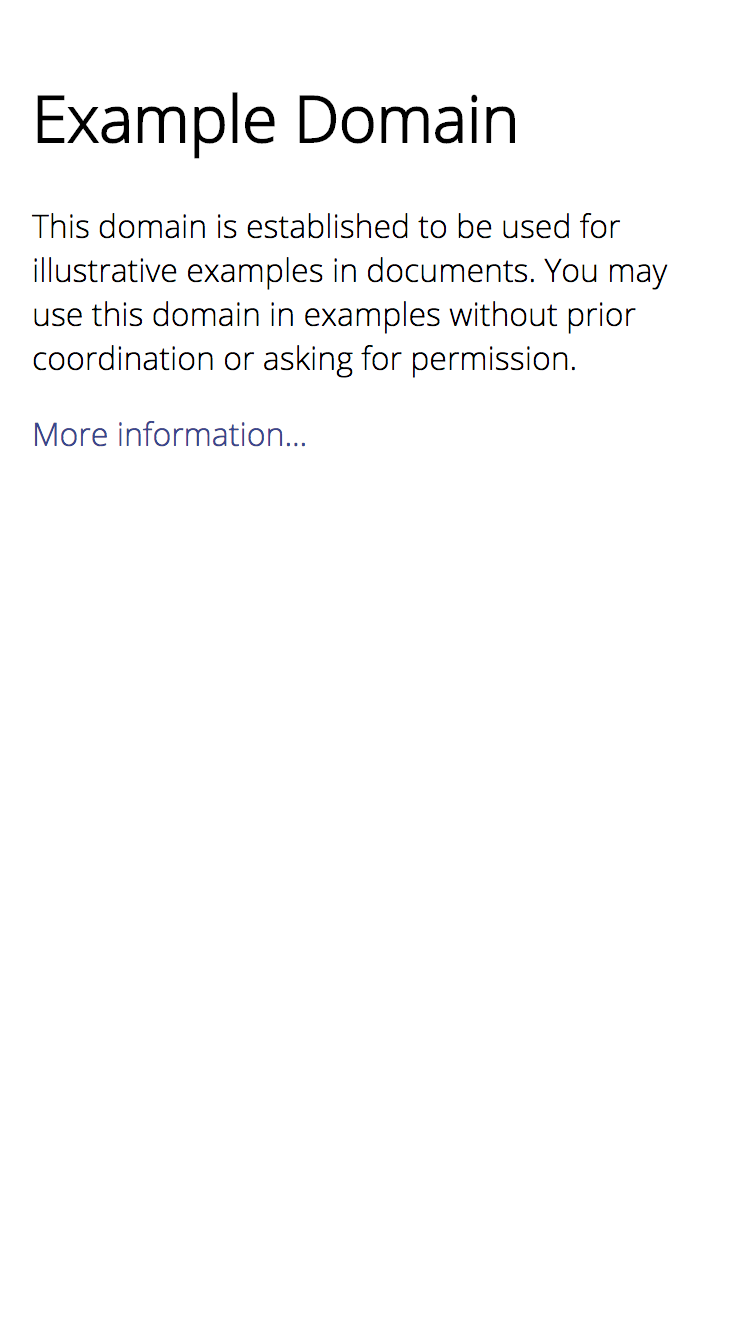 Example Domain
This domain is established to be used for
illustrative examples in documents. You may
use this domain in examples without prior
coordination or asking for permission.
More information...